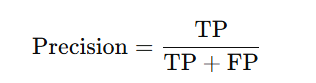 Precision = TP / TP + FP